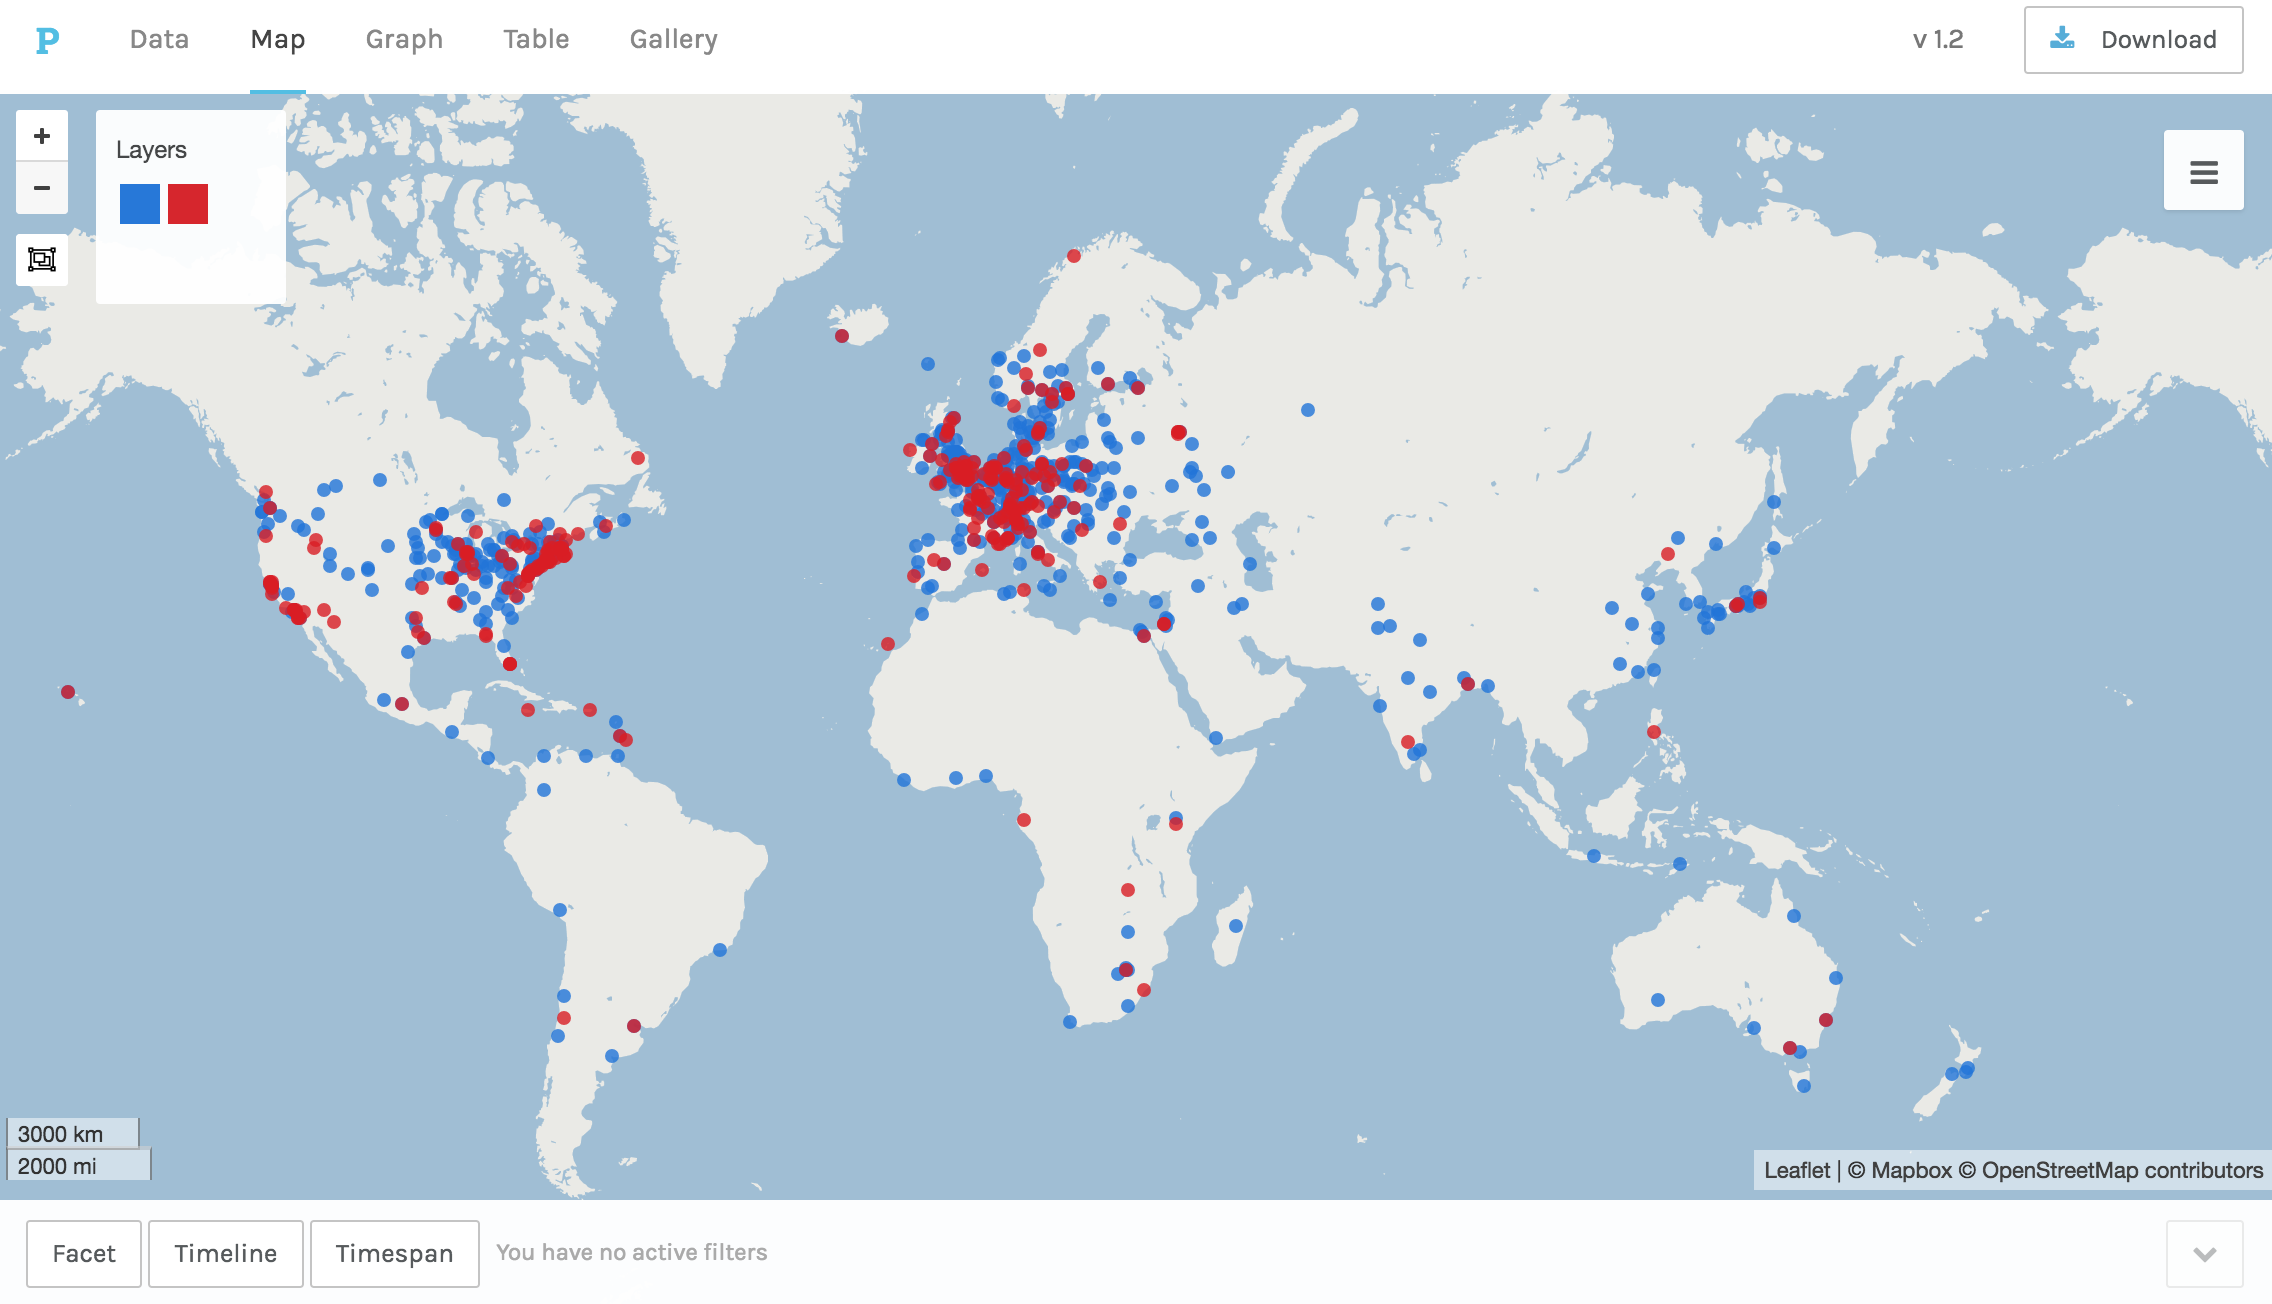 P
Data
Map
Graph
Table
Gallery
v 1.2
Download
+
−
Layers
3000 km
2000 mi
Leaflet | © Mapbox © OpenStreetMap contributors
Facet
Timeline
Timespan
You have no active filters